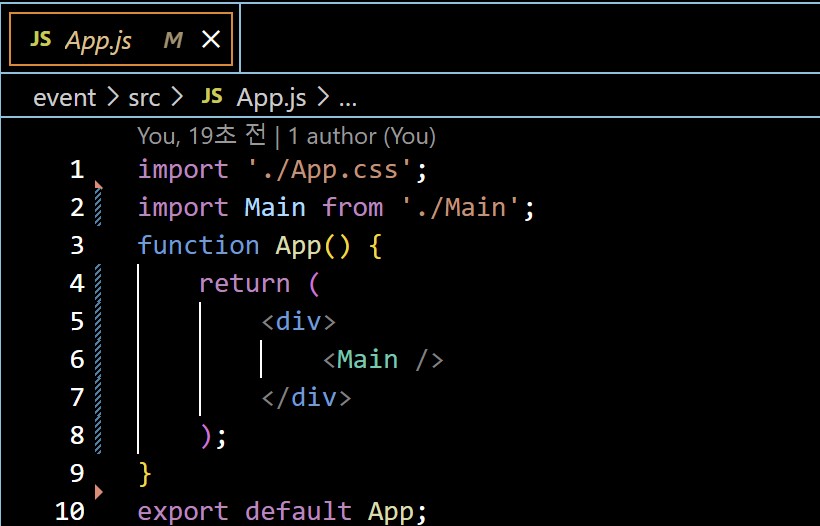 JS App.js M
event > src > JS App.js > ...
You, 19초 전 | 1 author (You)
1 import './App.css';
2 import Main from './Main';
3 function App() {
4 return (
5 <div>
6 <Main />
7 </div>
8 );
9 }
10 export default App;